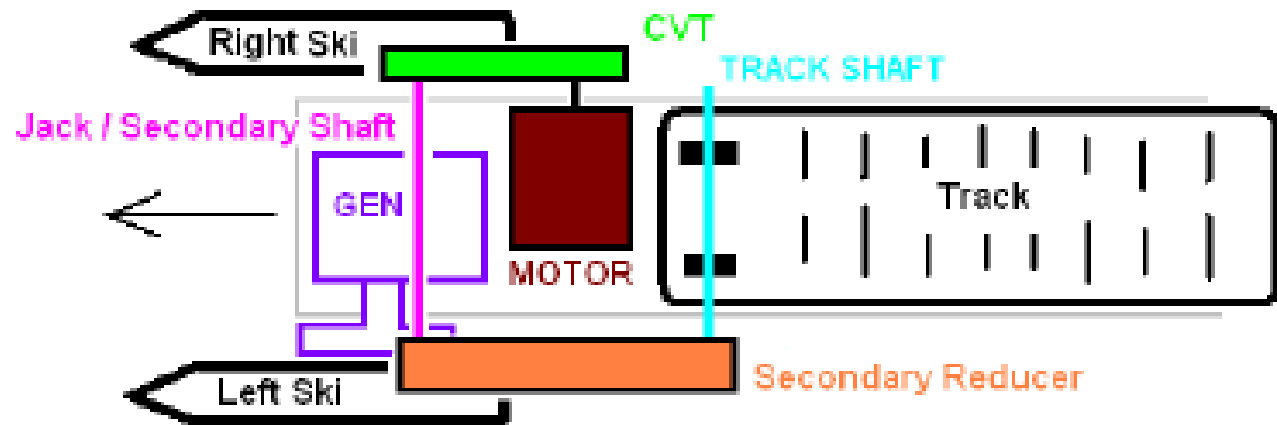 Right Ski
CVT
TRACK SHAFT
Jack / Secondary Shaft
GEN
Track
MOTOR
Left Ski
Secondary Reducer